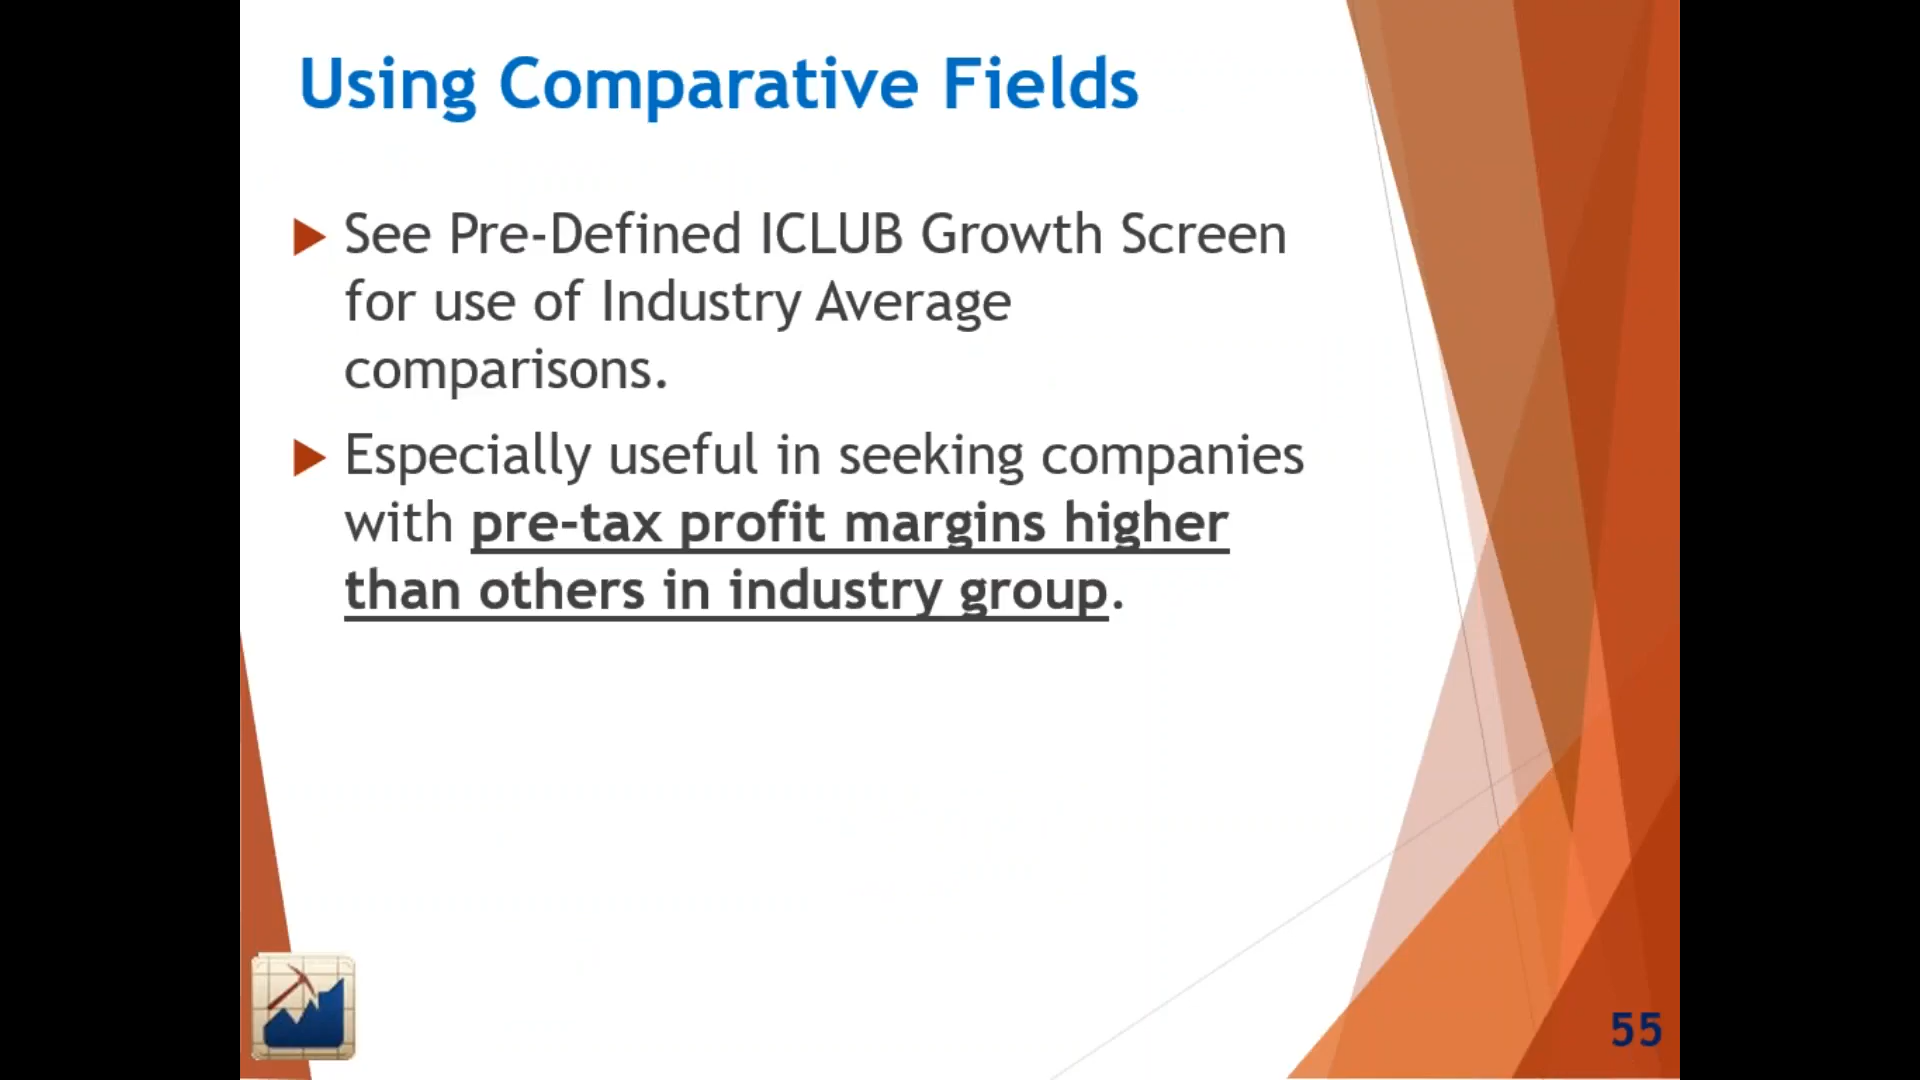 Using Comparative Fields
See Pre-Defined ICLUB Growth Screen
for use of Industry Average
comparisons.
Especially useful in seeking companies
with pre-tax profit margins higher
than others in industry group.
55